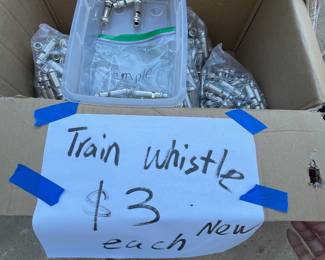 Sample
Train Whistle
$3
each New